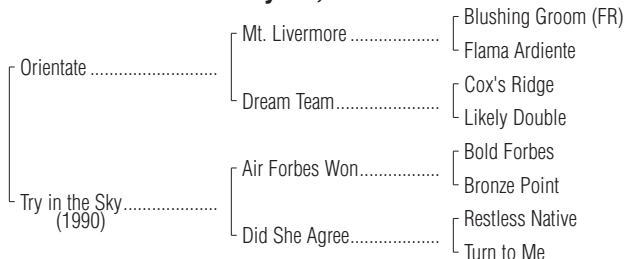 Blushing Groom (FR)
Mt. Livermore ......................
Flama Ardiente
Orientate ...........................
Cox's Ridge
Dream Team......................
Likely Double
Bold Forbes
Air Forbes Won.................
Bronze Point
Try in the Sky....................
(1990)
Restless Native
Did She Agree...................
Turn to Me